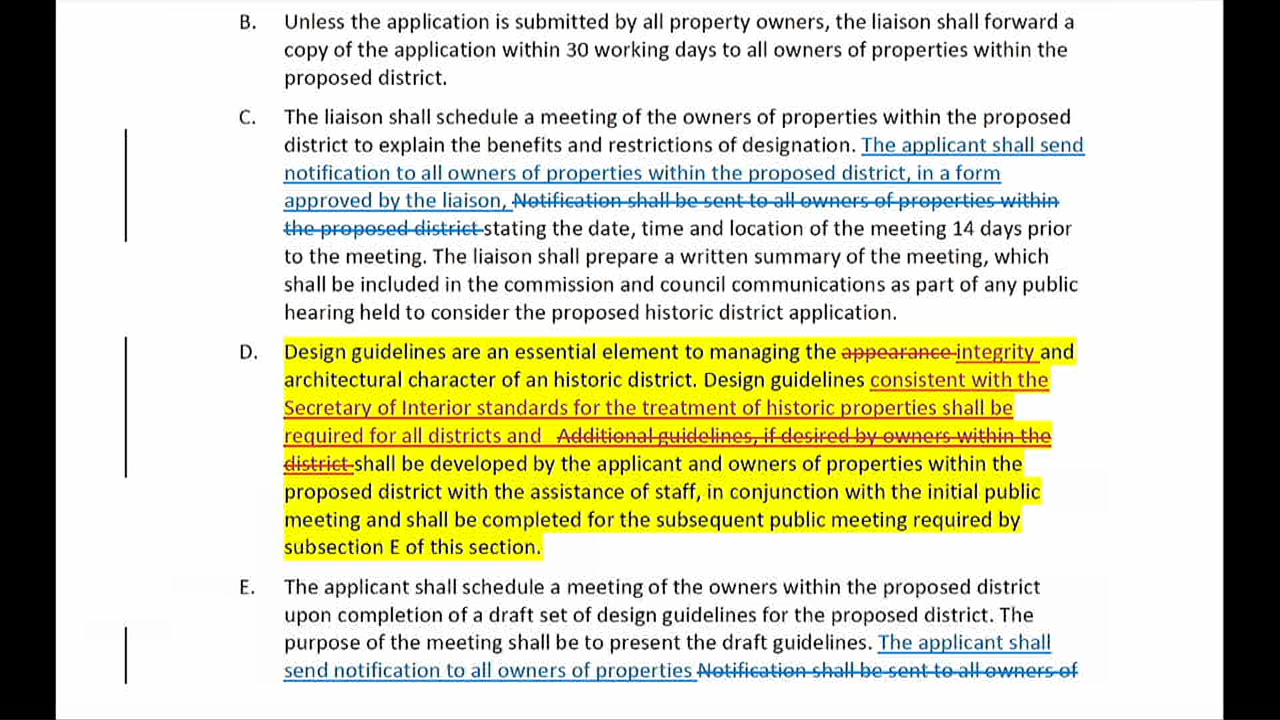 B. Unless the application is submitted by all property owners, the liaison shall forward a
copy of the application within 30 working days to all owners of properties within the
proposed district.
C. The liaison shall schedule a meeting of the owners of properties within the proposed
district to explain the benefits and restrictions of designation. The applicant shall send
notification to all owners of properties within the proposed district, in a form
approved by the liaison, Notification shall be sent to all owners of properties within
the proposed district stating the date, time and location of the meeting 14 days prior
to the meeting. The liaison shall prepare a written summary of the meeting, which
shall be included in the commission and council communications as part of any public
hearing held to consider the proposed historic district application.
D. Design guidelines are an essential element to managing the appearance integrity and
architectural character of an historic district. Design guidelines consistent with the
Secretary of Interior standards for the treatment of historic properties shall be
required for all districts and Additional guidelines, if desired by owners within the
district shall be developed by the applicant and owners of properties within the
proposed district with the assistance of staff, in conjunction with the initial public
meeting and shall be completed for the subsequent public meeting required by
subsection E of this section.
E. The applicant shall schedule a meeting of the owners within the proposed district
upon completion of a draft set of design guidelines for the proposed district. The
purpose of the meeting shall be to present the draft guidelines. The applicant shall
send notification to all owners of properties Notification shall be sent to all owners of